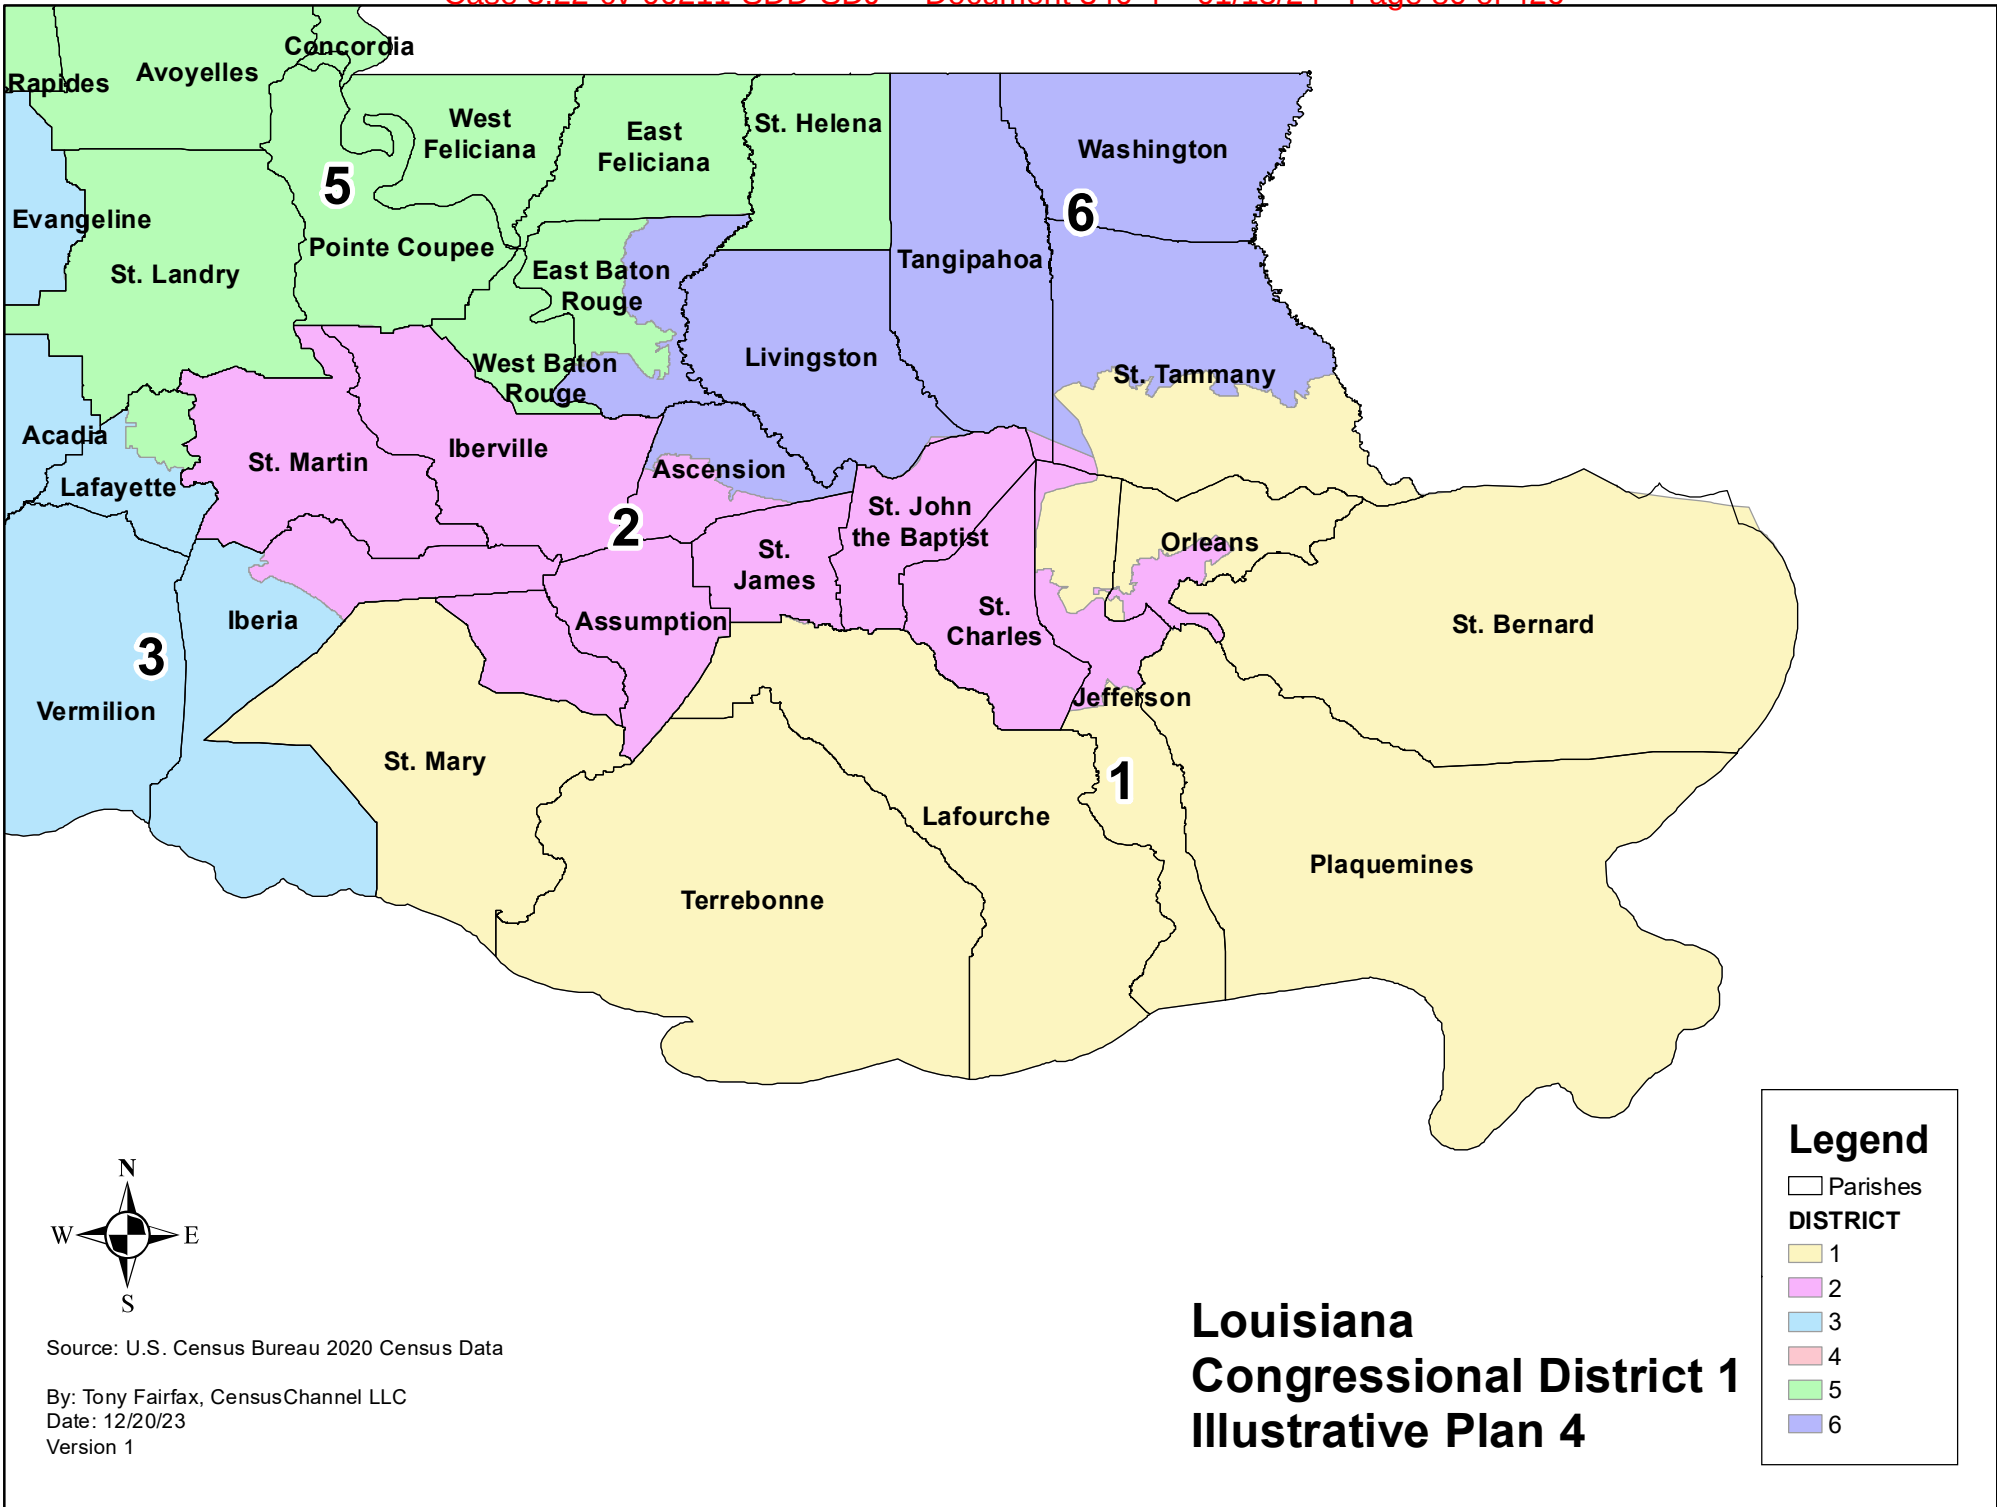 Concordia
Rapides
Avoyelles
West
Feliciana
East
Feliciana
St. Helena
Washington
5
6
Evangeline
Pointe Coupee
St. Landry
East Baton
Rouge
Tangipahoa
West Baton
Rouge
Livingston
St. Tammany
Acadia
Lafayette
St. Martin
Iberville
Ascension
2
St. John
the Baptist
St.
James
Orleans
Iberia
Assumption
St.
Charles
St. Bernard
3
Vermilion
Jefferson
St. Mary
1
Lafourche
Plaquemines
Terrebonne
N
W
E
S
Source: U.S. Census Bureau 2020 Census Data
By: Tony Fairfax, CensusChannel LLC
Date: 12/20/23
Version 1
Louisiana
Congressional District 1
Illustrative Plan 4
Legend
Parishes
DISTRICT
1
2
3
4
5
6